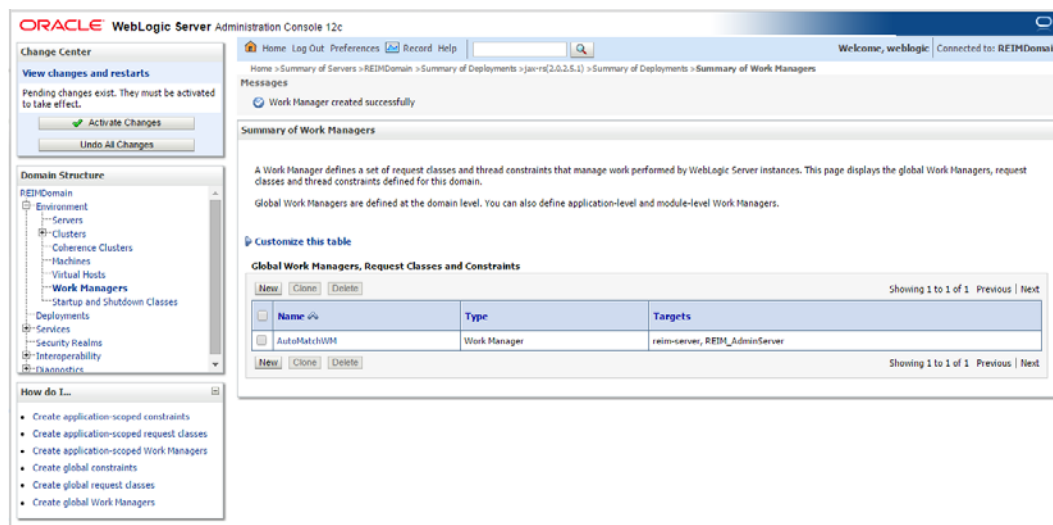 ORACLE WebLogic Server Administration Console 12c
Change Center
View changes and restarts
Pending changes exist. They must be activated
to take effect.
Activate Changes
Undo All Changes
Domain Structure
REIMDomain
Environment
Servers
Clusters
Coherence Clusters
Machines
Virtual Hosts
Work Managers
Startup and Shutdown Classes
Deployments
Services
Security Realms
Interoperability
Diagnostics
How do I...
Create application-scoped constraints
Create application-scoped request classes
Create application-scoped Work Managers
Create global constraints
Create global request classes
Create global Work Managers
Home Log Out Preferences Record Help
Welcome, weblogic Connected to: REIMDomai
Home >Summary of Servers >REIMDomain >Summary of Deployments >jax-rs(2.0.2.5.1) >Summary of Deployments >Summary of Work Managers
Messages
Work Manager created successfully
Summary of Work Managers
A Work Manager defines a set of request classes and thread constraints that manage work performed by WebLogic Server instances. This page displays the global Work Managers, request
classes and thread constraints defined for this domain.
Global Work Managers are defined at the domain level. You can also define application-level and module-level Work Managers.
Customize this table
Global Work Managers, Request Classes and Constraints
New Clone Delete Showing 1 to 1 of 1 Previous | Next
Name Type Targets
AutoMatchWM Work Manager reim-server, REIM_AdminServer
New Clone Delete Showing 1 to 1 of 1 Previous | Next